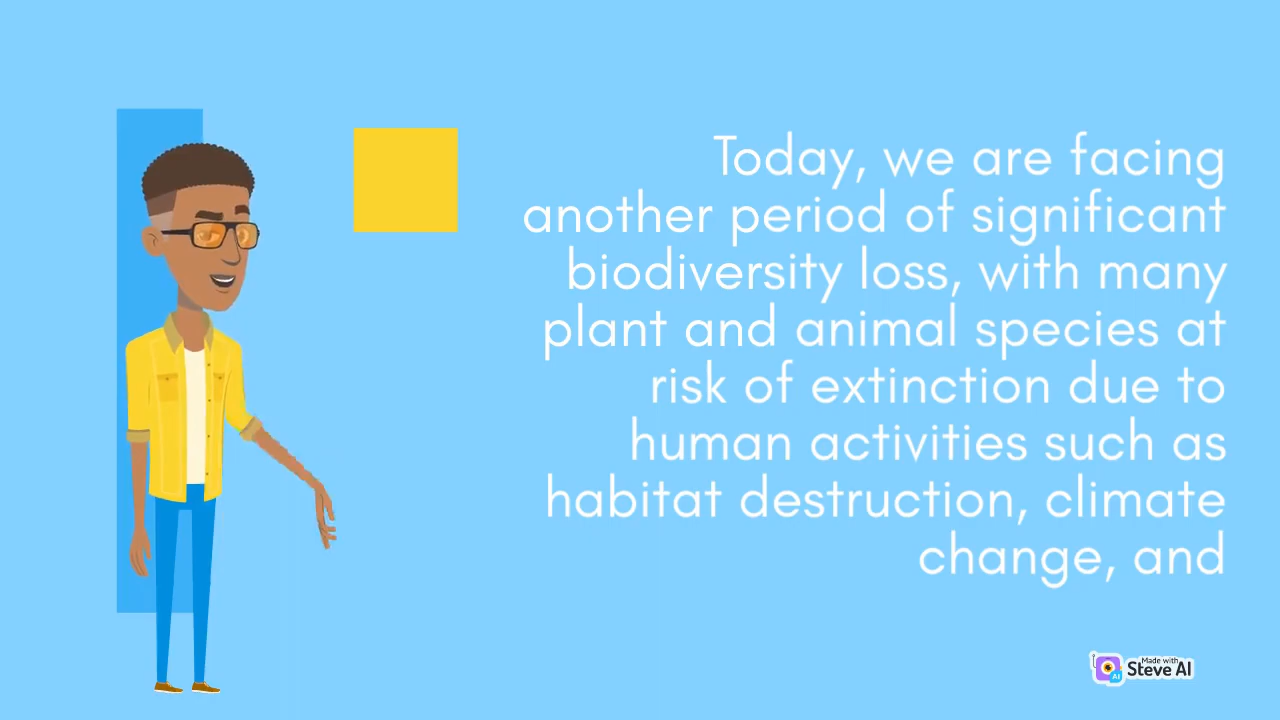 Today, we are facing
another period of significant
biodiversity loss, with many
plant and animal species at
risk of extinction due to
human activities such as
habitat destruction, climate
change, and
Made with
Steve AI
AI